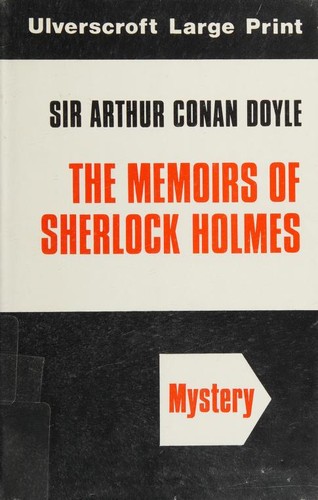 Ulverscroft Large Print
SIR ARTHUR CONAN DOYLE
THE MEMOIRS OF
SHERLOCK HOLMES
Mystery